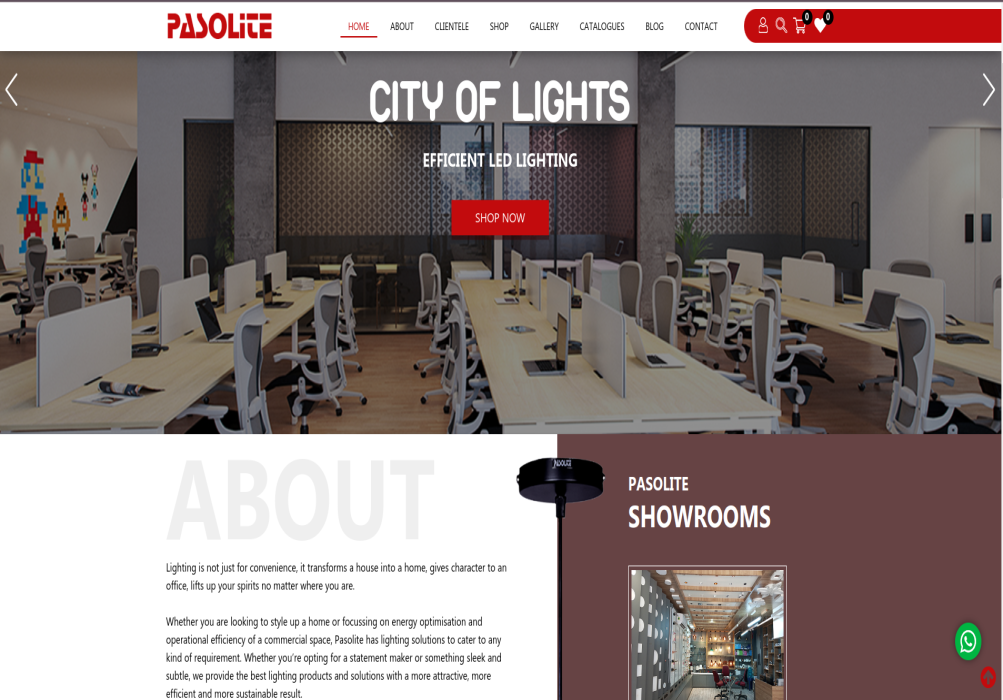 PASOLITE
HOME ABOUT CLIENTELE SHOP GALLERY CATALOGUES BLOG CONTACT
0 0
CITY OF LIGHTS
EFFICIENT LED LIGHTING
SHOP NOW
ABOUT
Lighting is not just for convenience, it transforms a house into a home, gives character to an
office, lifts up your spirits no matter where you are.
Whether you are looking to style up a home or focussing on energy optimisation and
operational efficiency of a commercial space, Pasolite has lighting solutions to cater to any
kind of requirement. Whether you're opting for a statement maker or something sleek and
subtle, we provide the best lighting products and solutions with a more attractive, more
efficient and more sustainable result.
PASOLITE
PASOLITE
SHOWROOMS